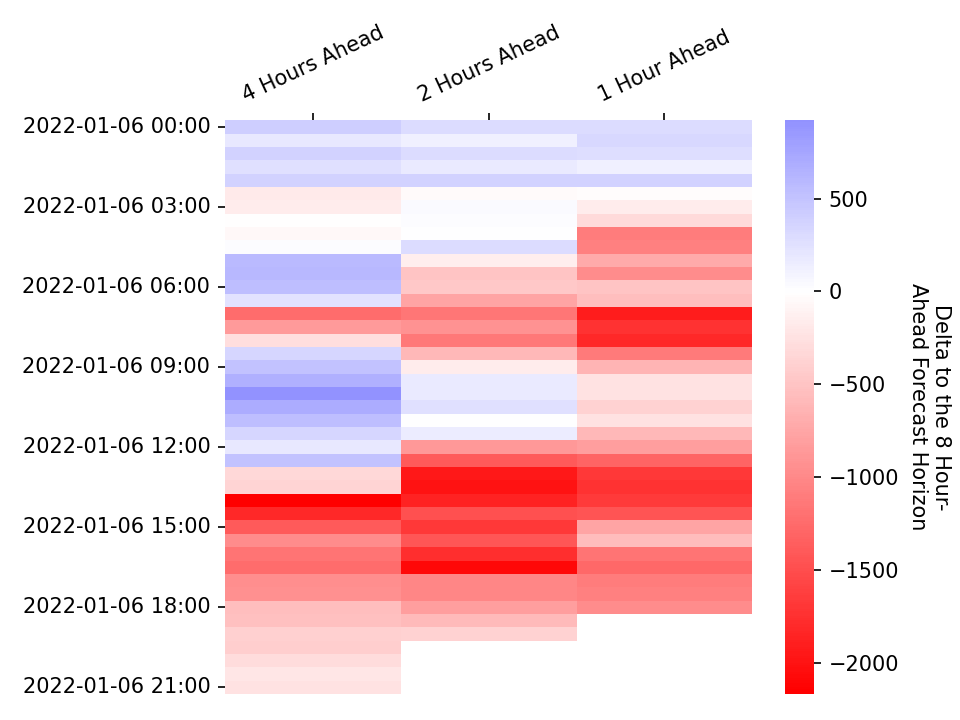 4 Hours Ahead
2 Hours Ahead
1 Hour Ahead
2022-01-06 00:00
2022-01-06 03:00
2022-01-06 06:00
2022-01-06 09:00
2022-01-06 12:00
2022-01-06 15:00
2022-01-06 18:00
2022-01-06 21:00
500
0
−500
−1000
−1500
−2000
Delta to the 8 Hour-
Ahead Forecast Horizon